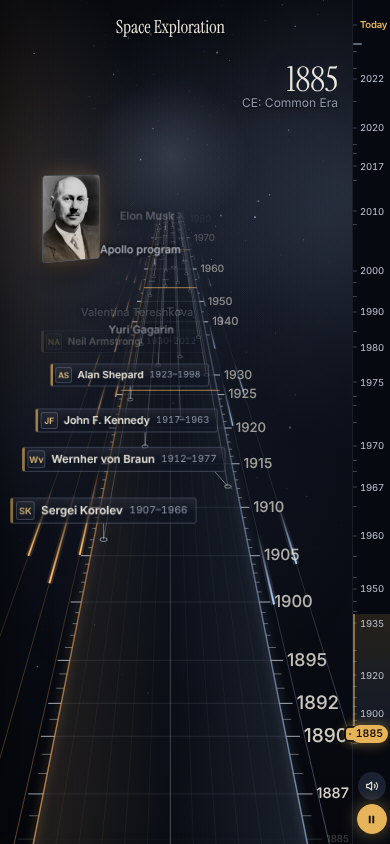 Space Exploration
Today
1885
CE: Common Era
2022
2020
2017
2010
2000
1990
1980
1975
1970
1967
1960
1950
1935
1920
1900
1885
Elon Musk
1970
Apollo program
1960
1950
Valentina Tereshkova
1940
Yuri Gagarin
NA Neil Armstrong 1930–2012
AS Alan Shepard 1923–1998
1930
1925
JF John F. Kennedy 1917–1963
1920
Wv Wernher von Braun 1912–1977
1915
SK Sergei Korolev 1907–1966
1910
1905
1900
1895
1892
1890
1887
1885